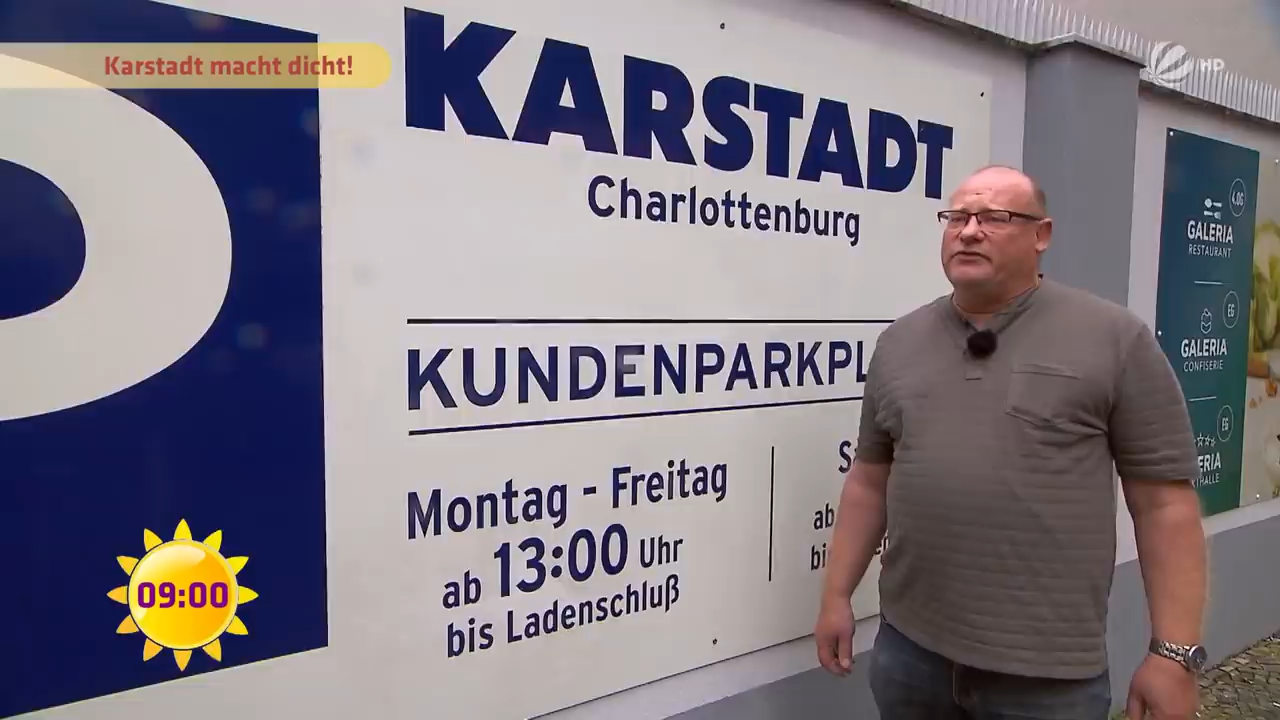 Karstadt macht dicht!
HD
KARSTADT
Charlottenburg
KUNDENPARKPL
Montag - Freitag
ab 13:00 Uhr
bis Ladenschluß
ab
09:00
4.OG
GALERIA
RESTAURANT
EG
GALERIA
CONFISERIE
EG